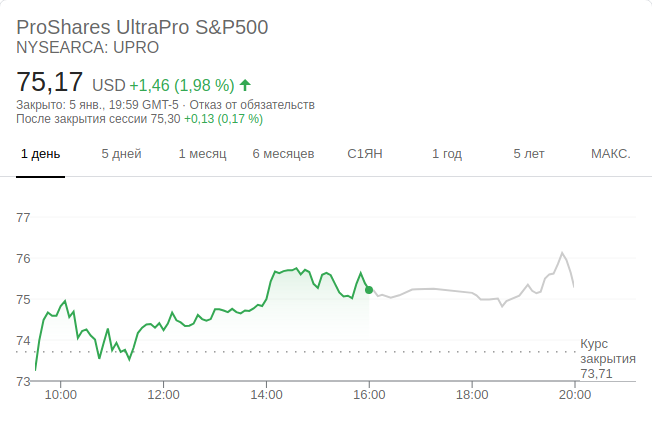 ProShares UltraPro S&P500
NYSEARCA: UPRO
75,17 USD +1,46 (1,98 %)
Закрыто: 5 янв., 19:59 GMT-5 · Отказ от обязательств
После закрытия сессии 75,30 +0,13 (0,17 %)
1 день 5 дней 1 месяц 6 месяцев С1ЯН 1 год 5 лет МАКС.
77
76
75
74
Курс
закрытия
73,71
73
10:00 12:00 14:00 16:00 18:00 20:00